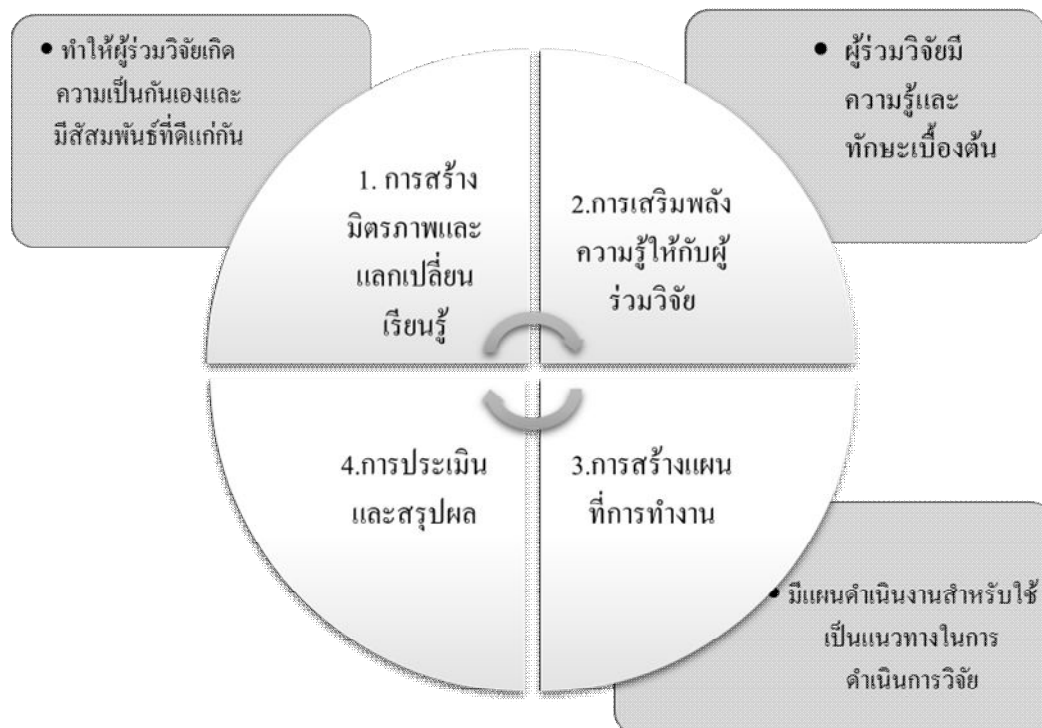 • ทำให้ผู้ร่วมวิจัยเกิด
ความเป็นกันเองและ
มีสัสมพันธ์ที่ดีแก่กัน
• ผู้ร่วมวิจัยมี
ความรู้และ
ทักษะเบื้องต้น
1. การสร้าง
มิตรภาพและ
แลกเปลี่ยน
เรียนรู้
2.การเสริมพลัง
ความรู้ให้กับผู้
ร่วมวิจัย
4.การประเมิน
และสรุปผล
3.การสร้างแผน
ที่การทำงาน
• มีแผนดำเนินงานสำหรับใช้
เป็นแนวทางในการ
ดำเนินการวิจัย